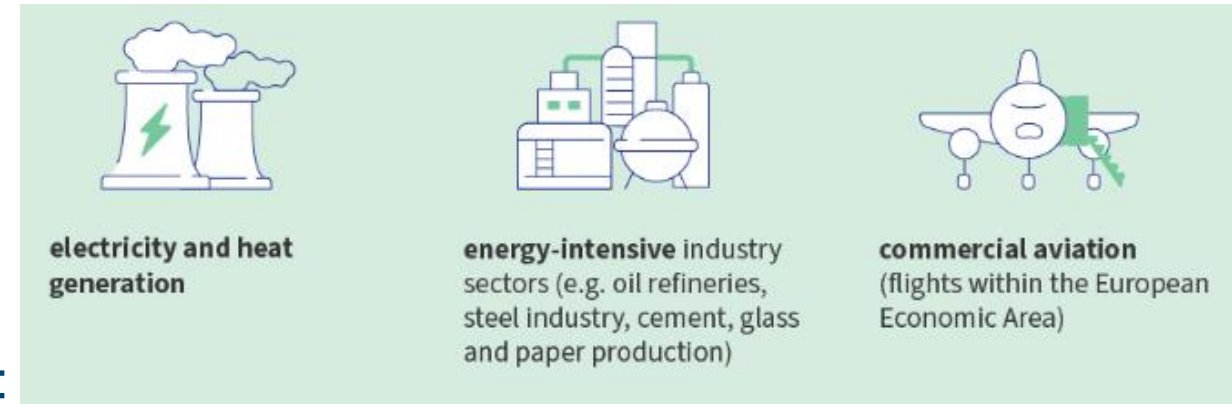 electricity and heat
generation
energy-intensive industry
sectors (e.g. oil refineries,
steel industry, cement, glass
and paper production)
commercial aviation
(flights within the European
Economic Area)
: